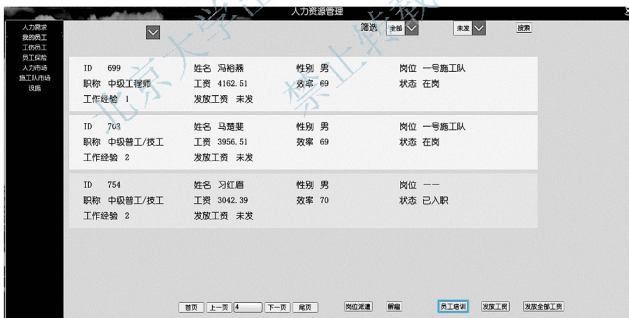 人力资源管理
人力需求
我的员工
工伤员工
员工保险
人力市场
施工队市场
设施
筛选 全部 未发 搜索
ID 699 姓名 冯裕燕 性别 男 岗位 一号施工队
职称 中级工程师 工资 4162.51 效率 69 状态 在岗
工作经验 1 发放工资 未发
ID 703 姓名 马楚斐 性别 男 岗位 一号施工队
职称 中级普工/技工 工资 3956.51 效率 69 状态 在岗
工作经验 2 发放工资 未发
ID 754 姓名 习红眉 性别 男 岗位 ——
职称 中级普工/技工 工资 3042.39 效率 70 状态 已入职
工作经验 2 发放工资 未发
首页 上一页 4 下一页 尾页 岗位派遣 解雇 员工培训 发放工资 发放全部工资
北京大学
禁止转载